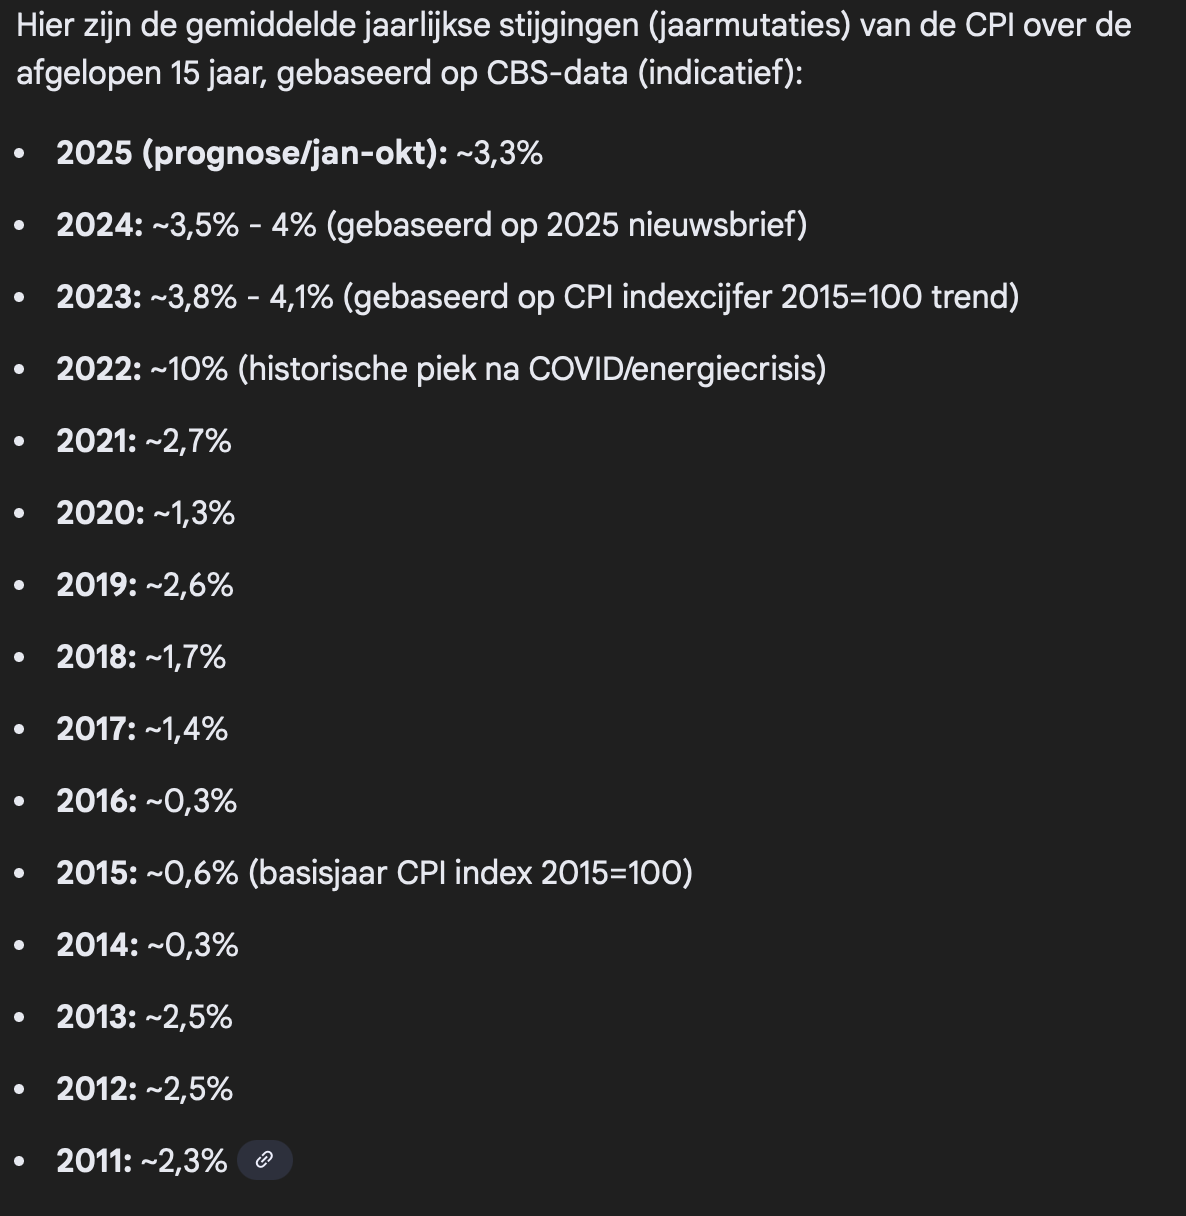 Hier zijn de gemiddelde jaarlijkse stijgingen (jaarmutaties) van de CPI over de
afgelopen 15 jaar, gebaseerd op CBS-data (indicatief):
• 2025 (prognose/jan-okt): ~3,3%
• 2024: ~3,5% - 4% (gebaseerd op 2025 nieuwsbrief)
• 2023: ~3,8% - 4,1% (gebaseerd op CPI indexcijfer 2015=100 trend)
• 2022: ~10% (historische piek na COVID/energiecrisis)
• 2021: ~2,7%
• 2020: ~1,3%
• 2019: ~2,6%
• 2018: ~1,7%
• 2017: ~1,4%
• 2016: ~0,3%
• 2015: ~0,6% (basisjaar CPI index 2015=100)
• 2014: ~0,3%
• 2013: ~2,5%
• 2012: ~2,5%
• 2011: ~2,3%